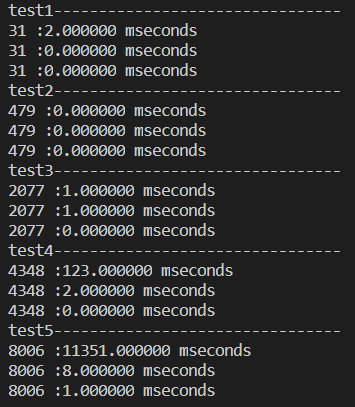 test1-------------------------------
31 :2.000000 mseconds
31 :0.000000 mseconds
31 :0.000000 mseconds
test2-------------------------------
479 :0.000000 mseconds
479 :0.000000 mseconds
479 :0.000000 mseconds
test3-------------------------------
2077 :1.000000 mseconds
2077 :1.000000 mseconds
2077 :0.000000 mseconds
test4-------------------------------
4348 :123.000000 mseconds
4348 :2.000000 mseconds
4348 :0.000000 mseconds
test5-------------------------------
8006 :11351.000000 mseconds
8006 :8.000000 mseconds
8006 :1.000000 mseconds